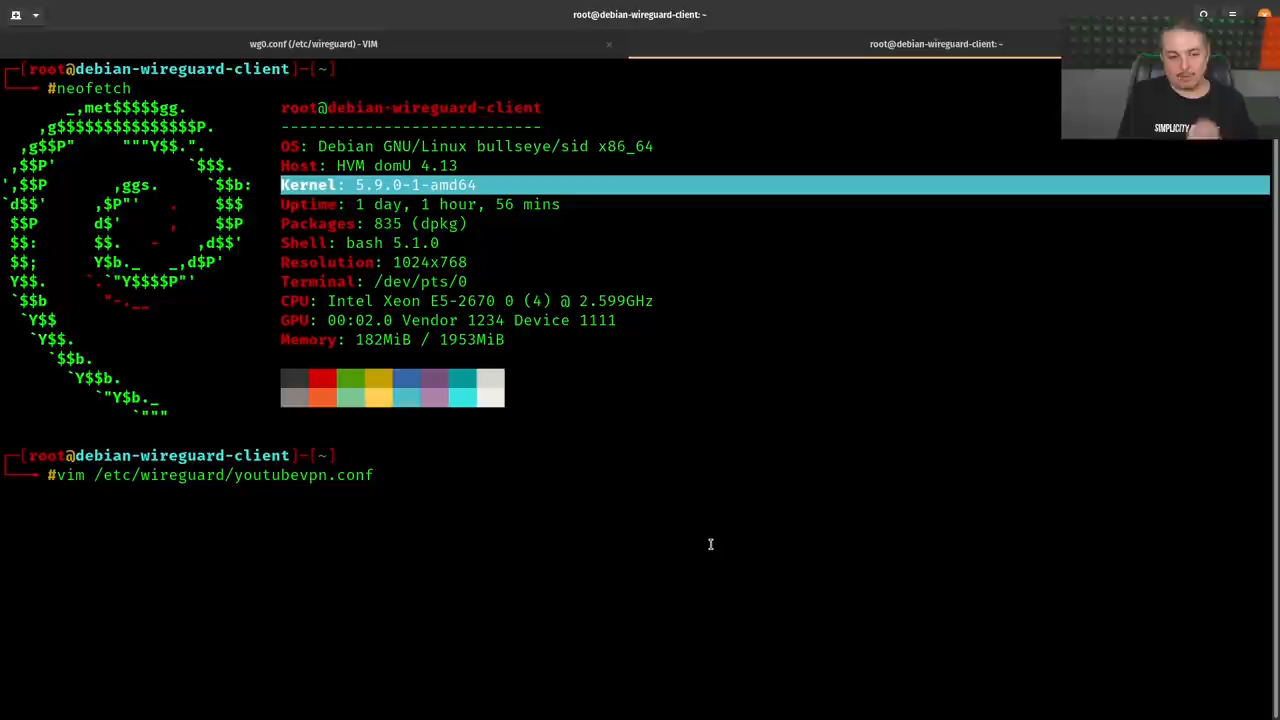 root@debian-wireguard-client: ~
wg0.conf (/etc/wireguard) - VIM
root@debian-wireguard-client: ~
┌─[root@debian-wireguard-client]─[~]
└──╼ #neofetch
_,met$$$$$gg.
root@debian-wireguard-client
,g$$$$$$$$$$$$$$$P.
----------------------------
,g$$P"     """Y$$.".
OS: Debian GNU/Linux bullseye/sid x86_64
,$$P'              `$$$.
Host: HVM domU 4.13
',$$P       ,ggs.     `$$b:
Kernel: 5.9.0-1-amd64
`d$$'     ,$P"'   .    $$$
Uptime: 1 day, 1 hour, 56 mins
$$P      d$'     ,    $$P
Packages: 835 (dpkg)
$$:      $$.   -    ,d$$'
Shell: bash 5.1.0
$$;      Y$b._   _,d$P'
Resolution: 1024x768
Y$$.    `.`"Y$$$$P"'
Terminal: /dev/pts/0
`$$b      "-.__
CPU: Intel Xeon E5-2670 0 (4) @ 2.599GHz
`Y$$
GPU: 00:02.0 Vendor 1234 Device 1111
`Y$$.
Memory: 182MiB / 1953MiB
`$$b.
`Y$$b.
`"Y$b._
`"""
┌─[root@debian-wireguard-client]─[~]
└──╼ #vim /etc/wireguard/youtubevpn.conf